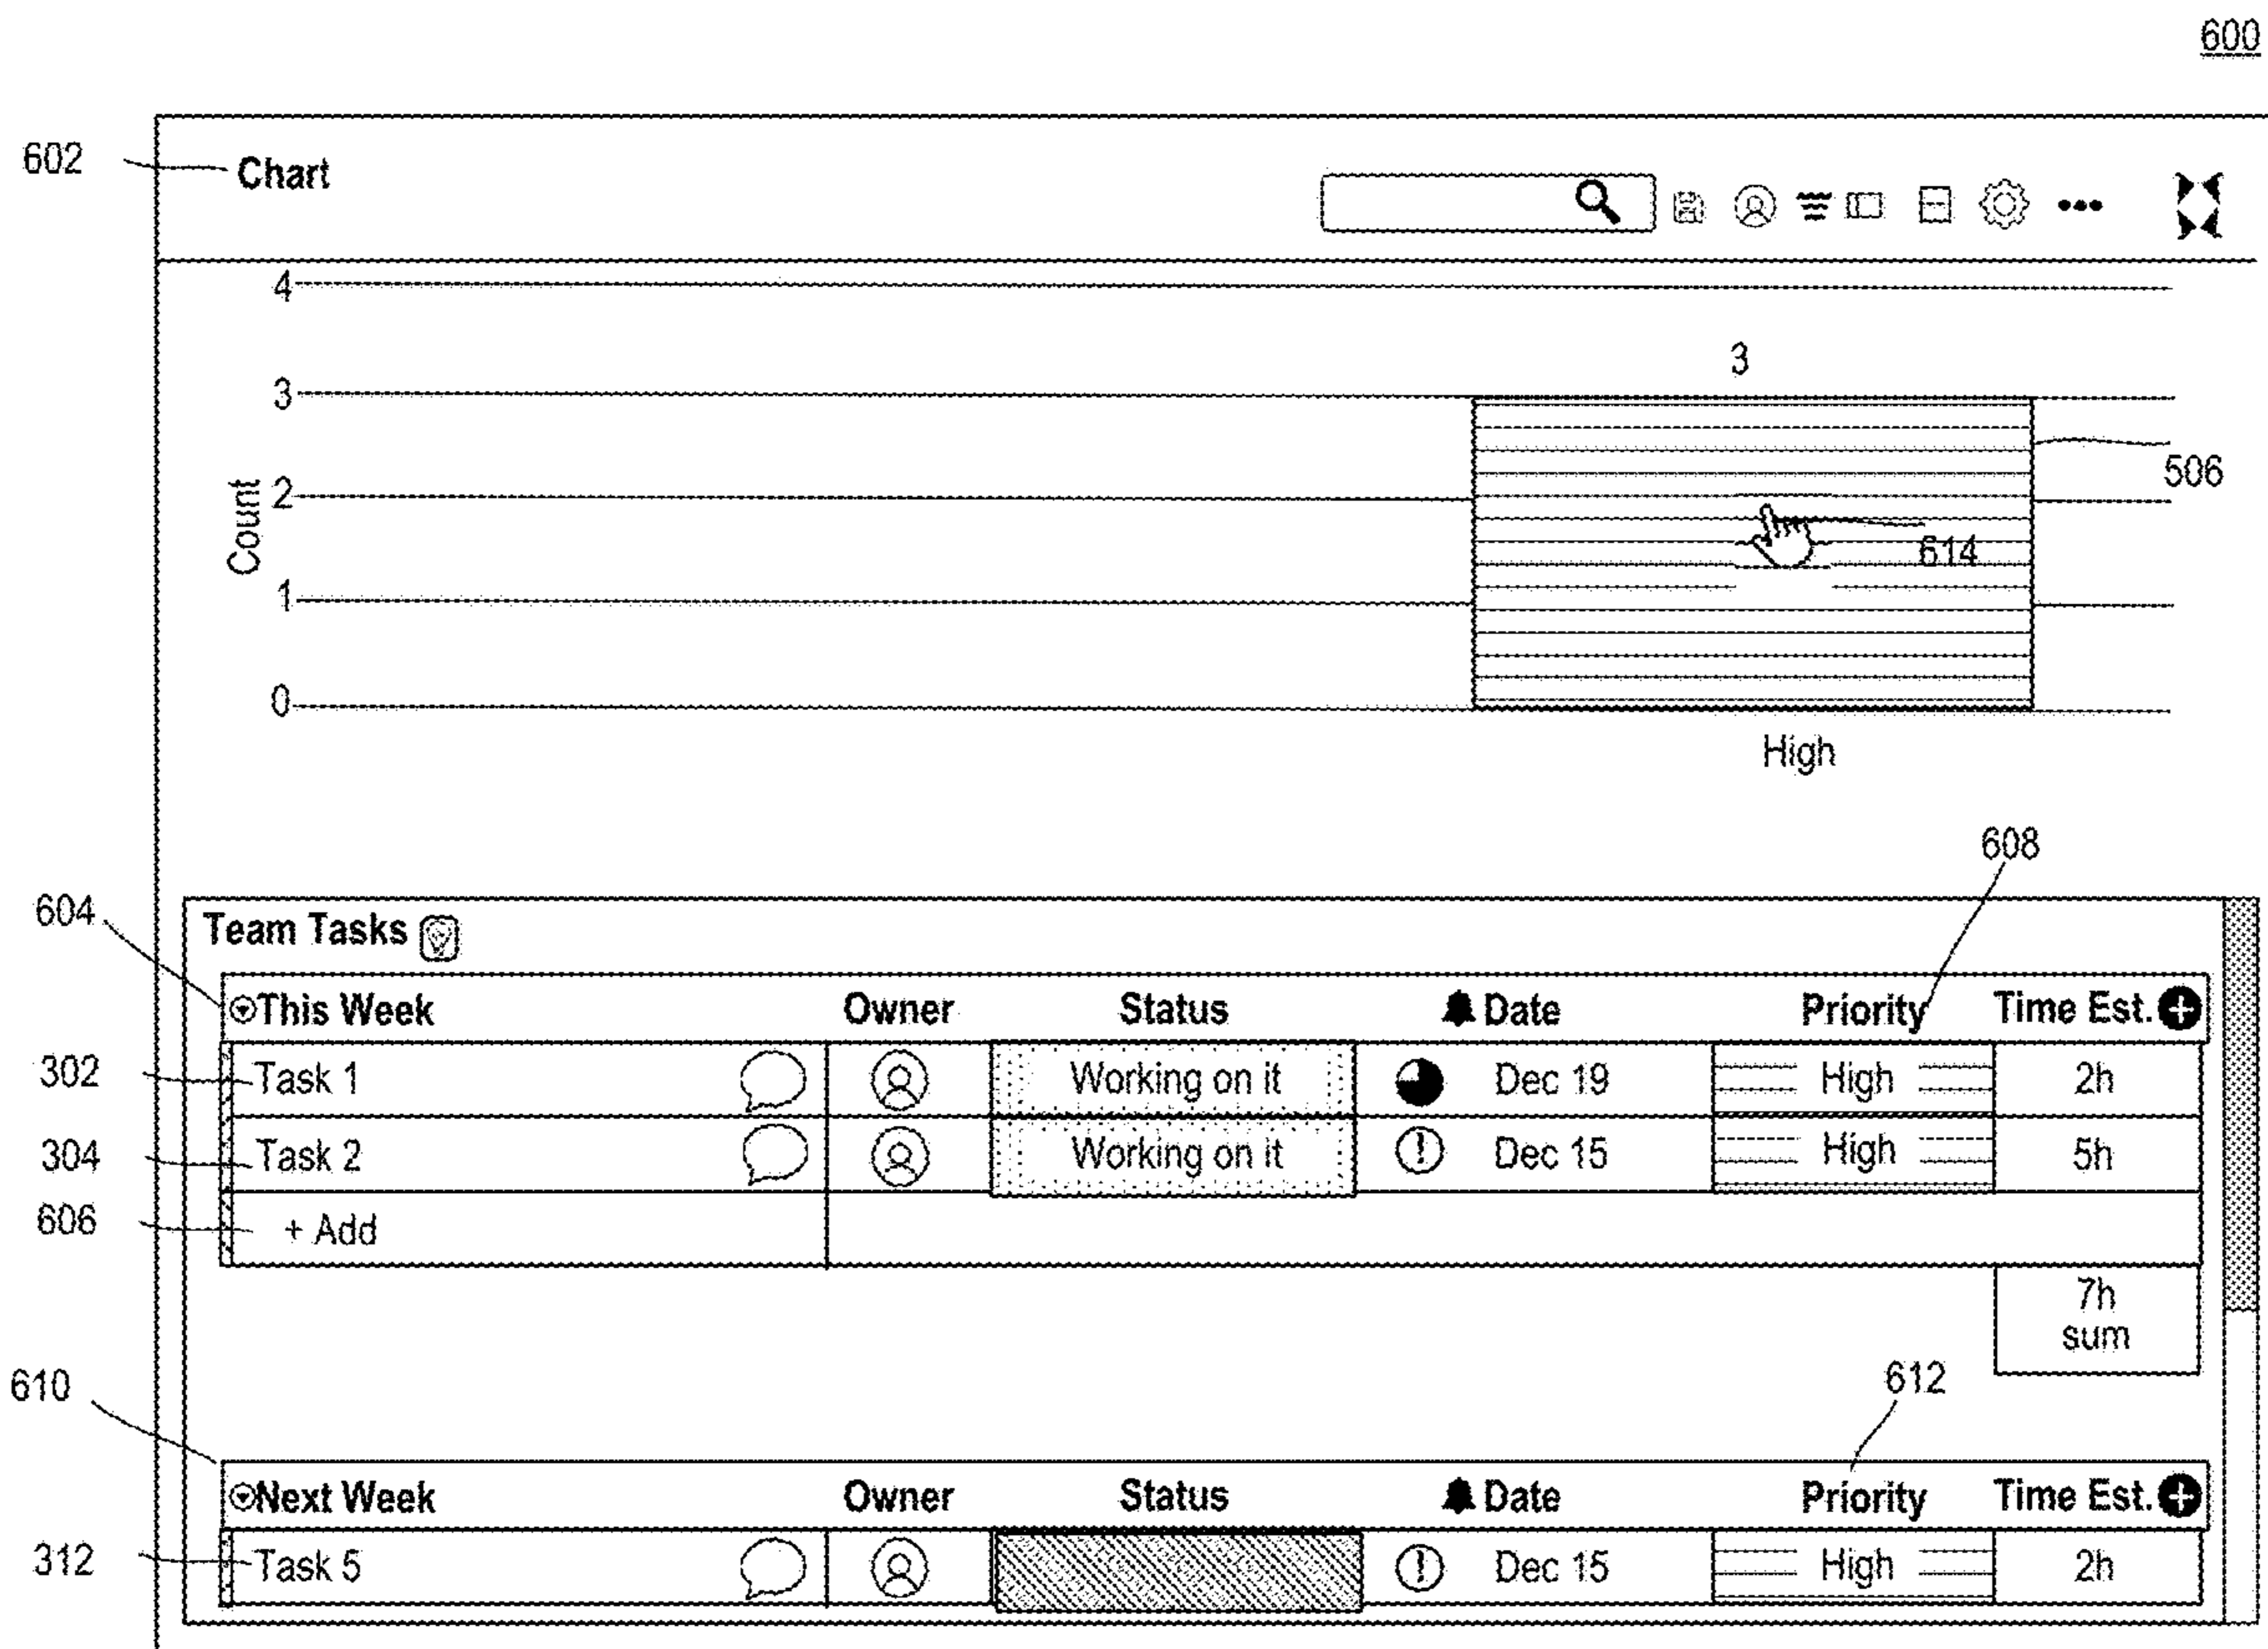 600
602 Chart
4
3
3
506
Count
2
614
1
0
High
608
604
Team Tasks
This Week Owner Status Date Priority Time Est.
302 Task 1 Working on it Dec 19 High 2h
304 Task 2 Working on it Dec 15 High 5h
606 + Add
7h
sum
610
612
Next Week Owner Status Date Priority Time Est.
312 Task 5 Dec 15 High 2h